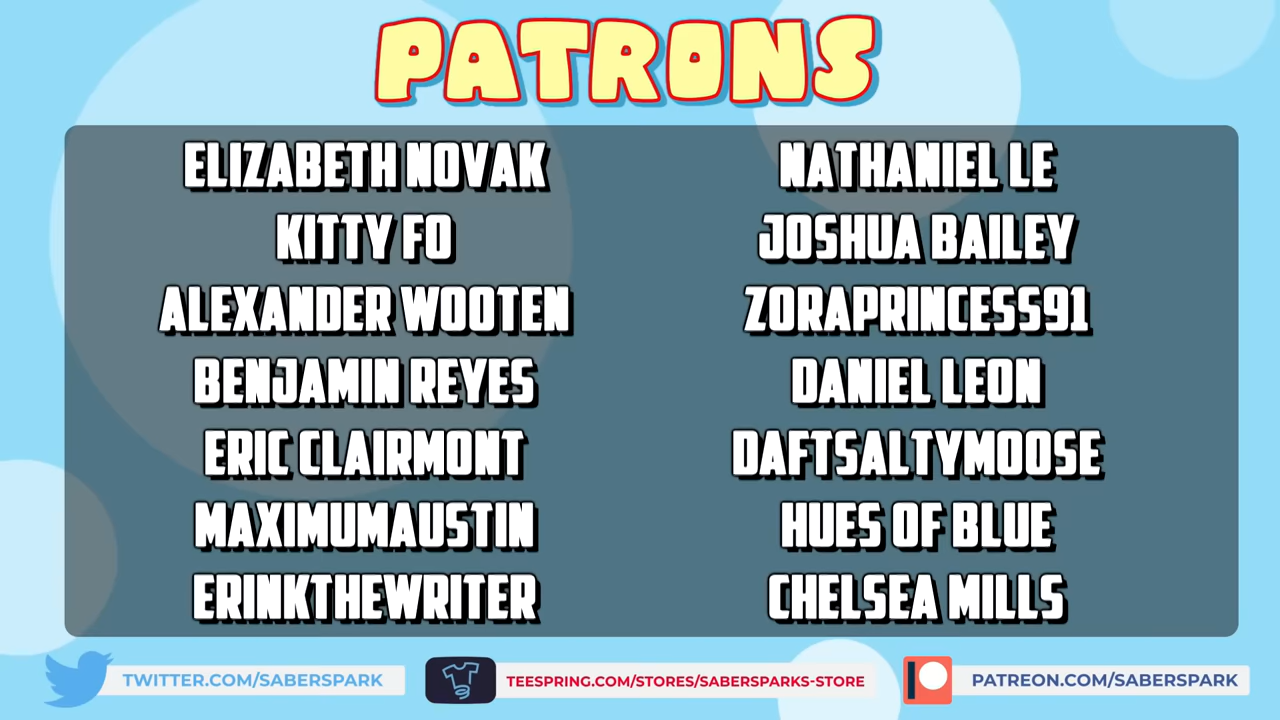 PATRONS
ELIZABETH NOVAK
KITTY FO
ALEXANDER WOOTEN
BENJAMIN REYES
ERIC CLAIRMONT
MAXIMUMAUSTIN
ERINKTHEWRITER
NATHANIEL LE
JOSHUA BAILEY
ZORAPRINCESS91
DANIEL LEON
DAFTSALTYMOOSE
HUES OF BLUE
CHELSEA MILLS
TWITTER.COM/SABERSPARK
TEESPRING.COM/STORES/SABERSPARKS-STORE
PATREON.COM/SABERSPARK